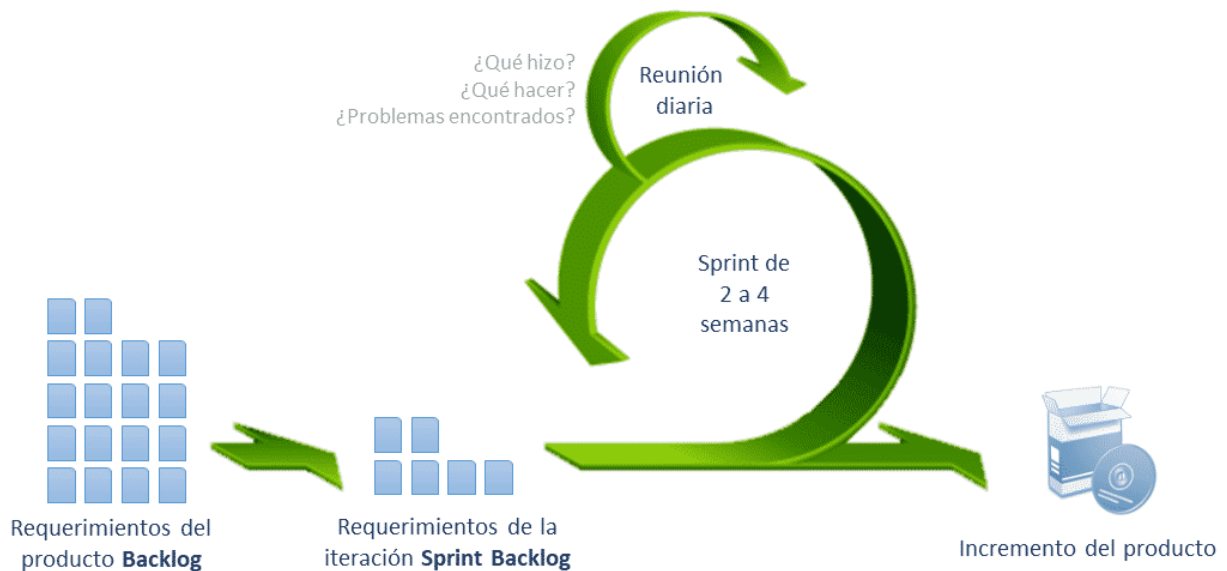 ¿Qué hizo?
¿Qué hacer?
¿Problemas encontrados?
Reunión
diaria
Sprint de
2 a 4
semanas
Requerimientos del
producto Backlog
Requerimientos de la
iteración Sprint Backlog
Incremento del producto